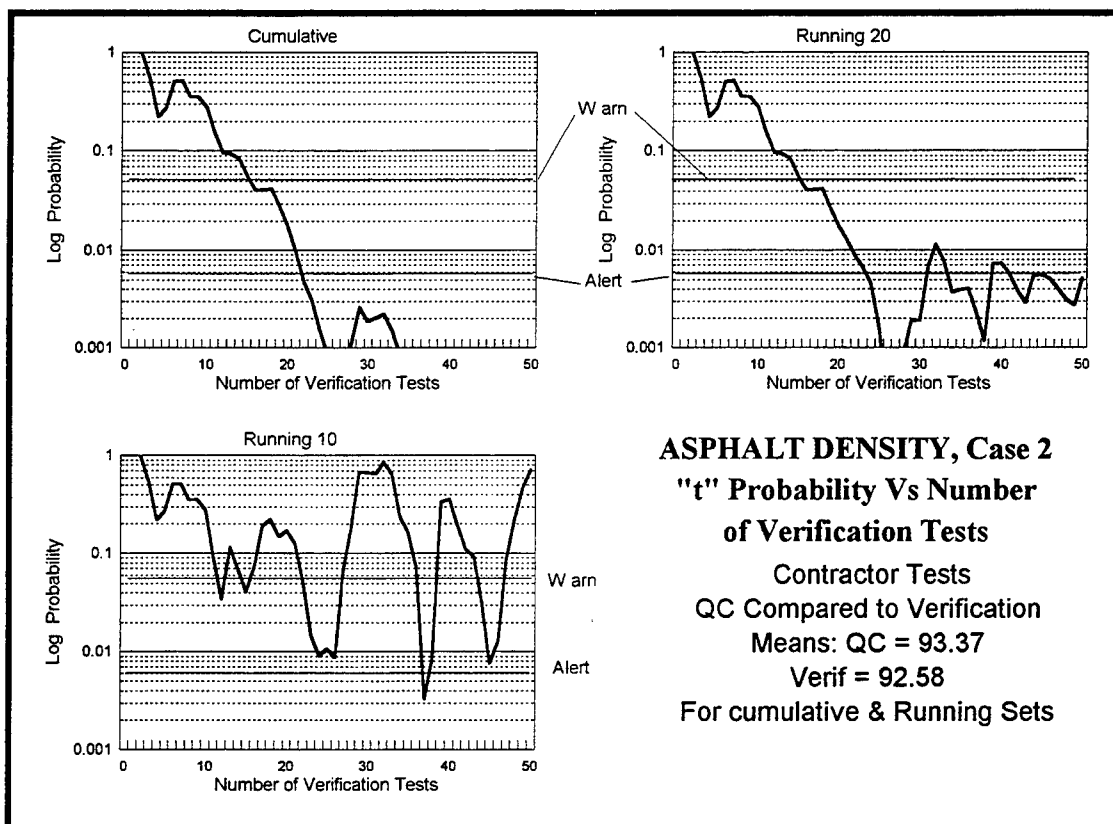 Cumulative
1
0.1
0.01
0.001
Log Probability
0 10 20 30 40 50
Number of Verification Tests
Warn
Alert
Running 20
1
0.1
0.01
0.001
Log Probability
0 10 20 30 40 50
Number of Verification Tests
Running 10
1
0.1
0.01
0.001
Log Probability
0 10 20 30 40 50
Number of Verification Tests
Warn
Alert
ASPHALT DENSITY, Case 2
"t" Probability Vs Number
of Verification Tests
Contractor Tests
QC Compared to Verification
Means: QC = 93.37
Verif = 92.58
For cumulative & Running Sets